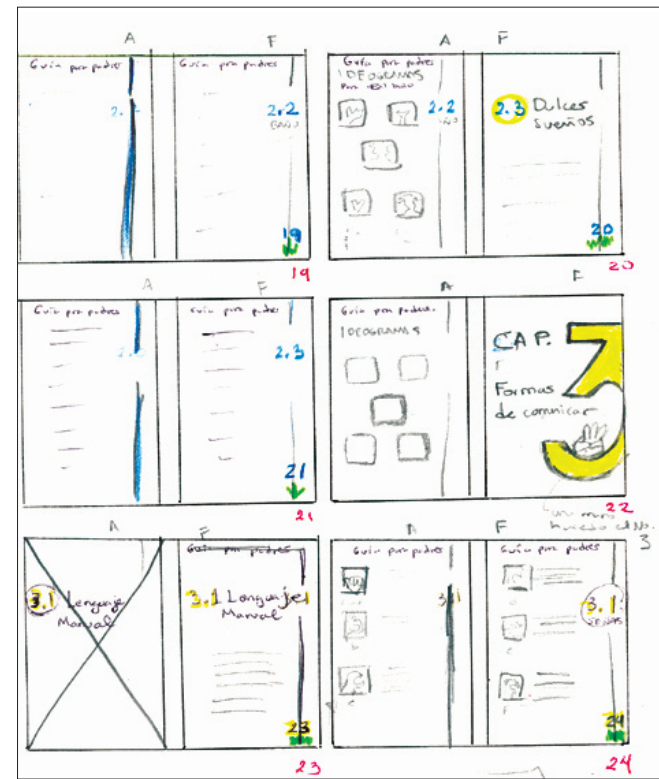 A F
Guía para padres Guía para padres
2.2
BAÑO
19
19
A F
Guía para padres
IDEOGRAMAS
2.2 2.3 Dulces
Sueños
20
20
A F
Guía para padres Guía para padres
2.3
21
21
A F
Guía para padres
IDEOGRAMAS
CAP.
3
Formas
de comunicar
22
A F
3.1 Lenguaje
Manual
Guía para padres
3.1 Lenguaje
Manual
23
23
3
A F
Guía para padres Guía para padres
3.1
3.1
SEÑAS
24
24